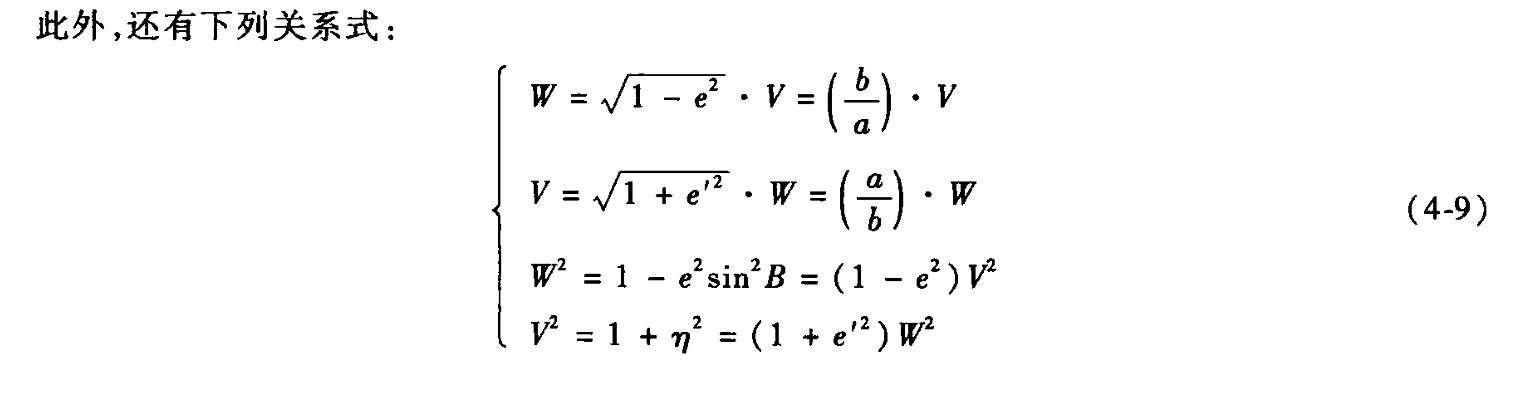 此外,还有下列关系式:
W = √(1 - e²) · V = (b/a) · V
V = √(1 + e'²) · W = (a/b) · W
(4-9)
W² = 1 - e²sin²B = (1 - e²)V²
V² = 1 + η² = (1 + e'²)W²